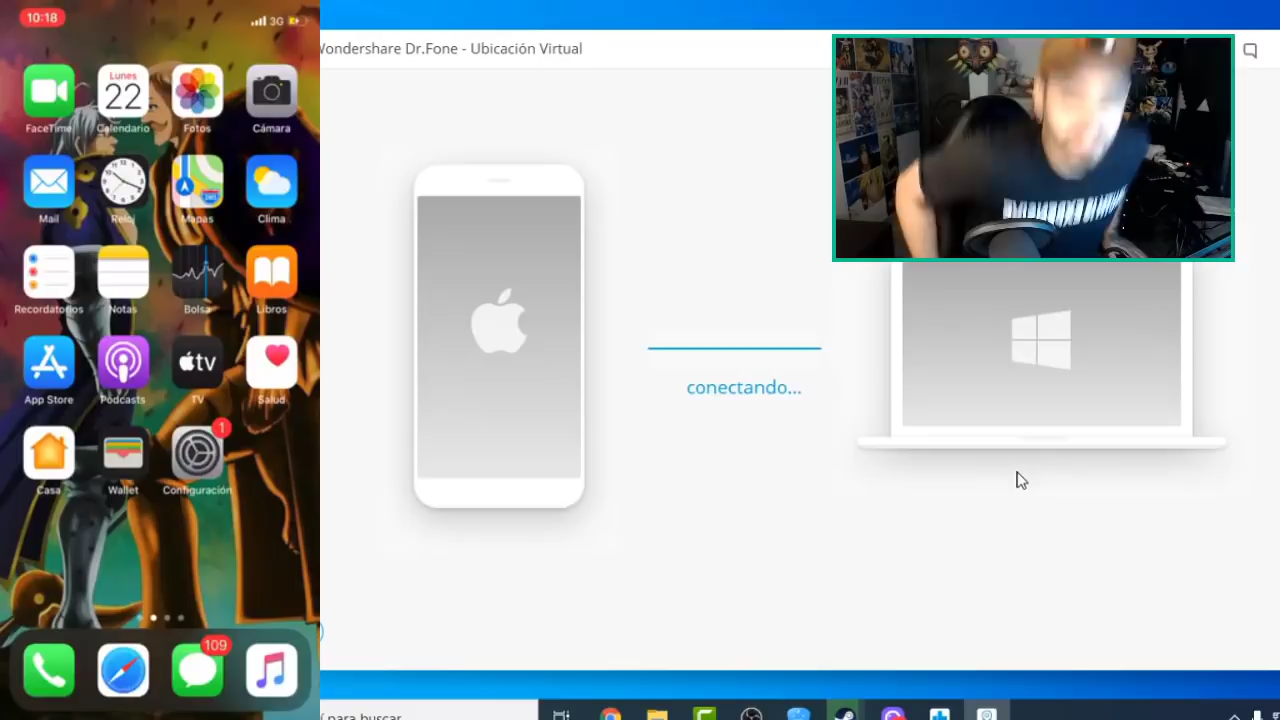 10:18
3G
Wondershare Dr.Fone - Ubicación Virtual
Lunes
22
FaceTime
Calendario
Fotos
Cámara
Mail
Reloj
Mapas
Clima
Recordatorios
Notas
Bolsa
Libros
tv
App Store
Podcasts
TV
Salud
1
Casa
Wallet
Configuración
109
conectando...
í para buscar